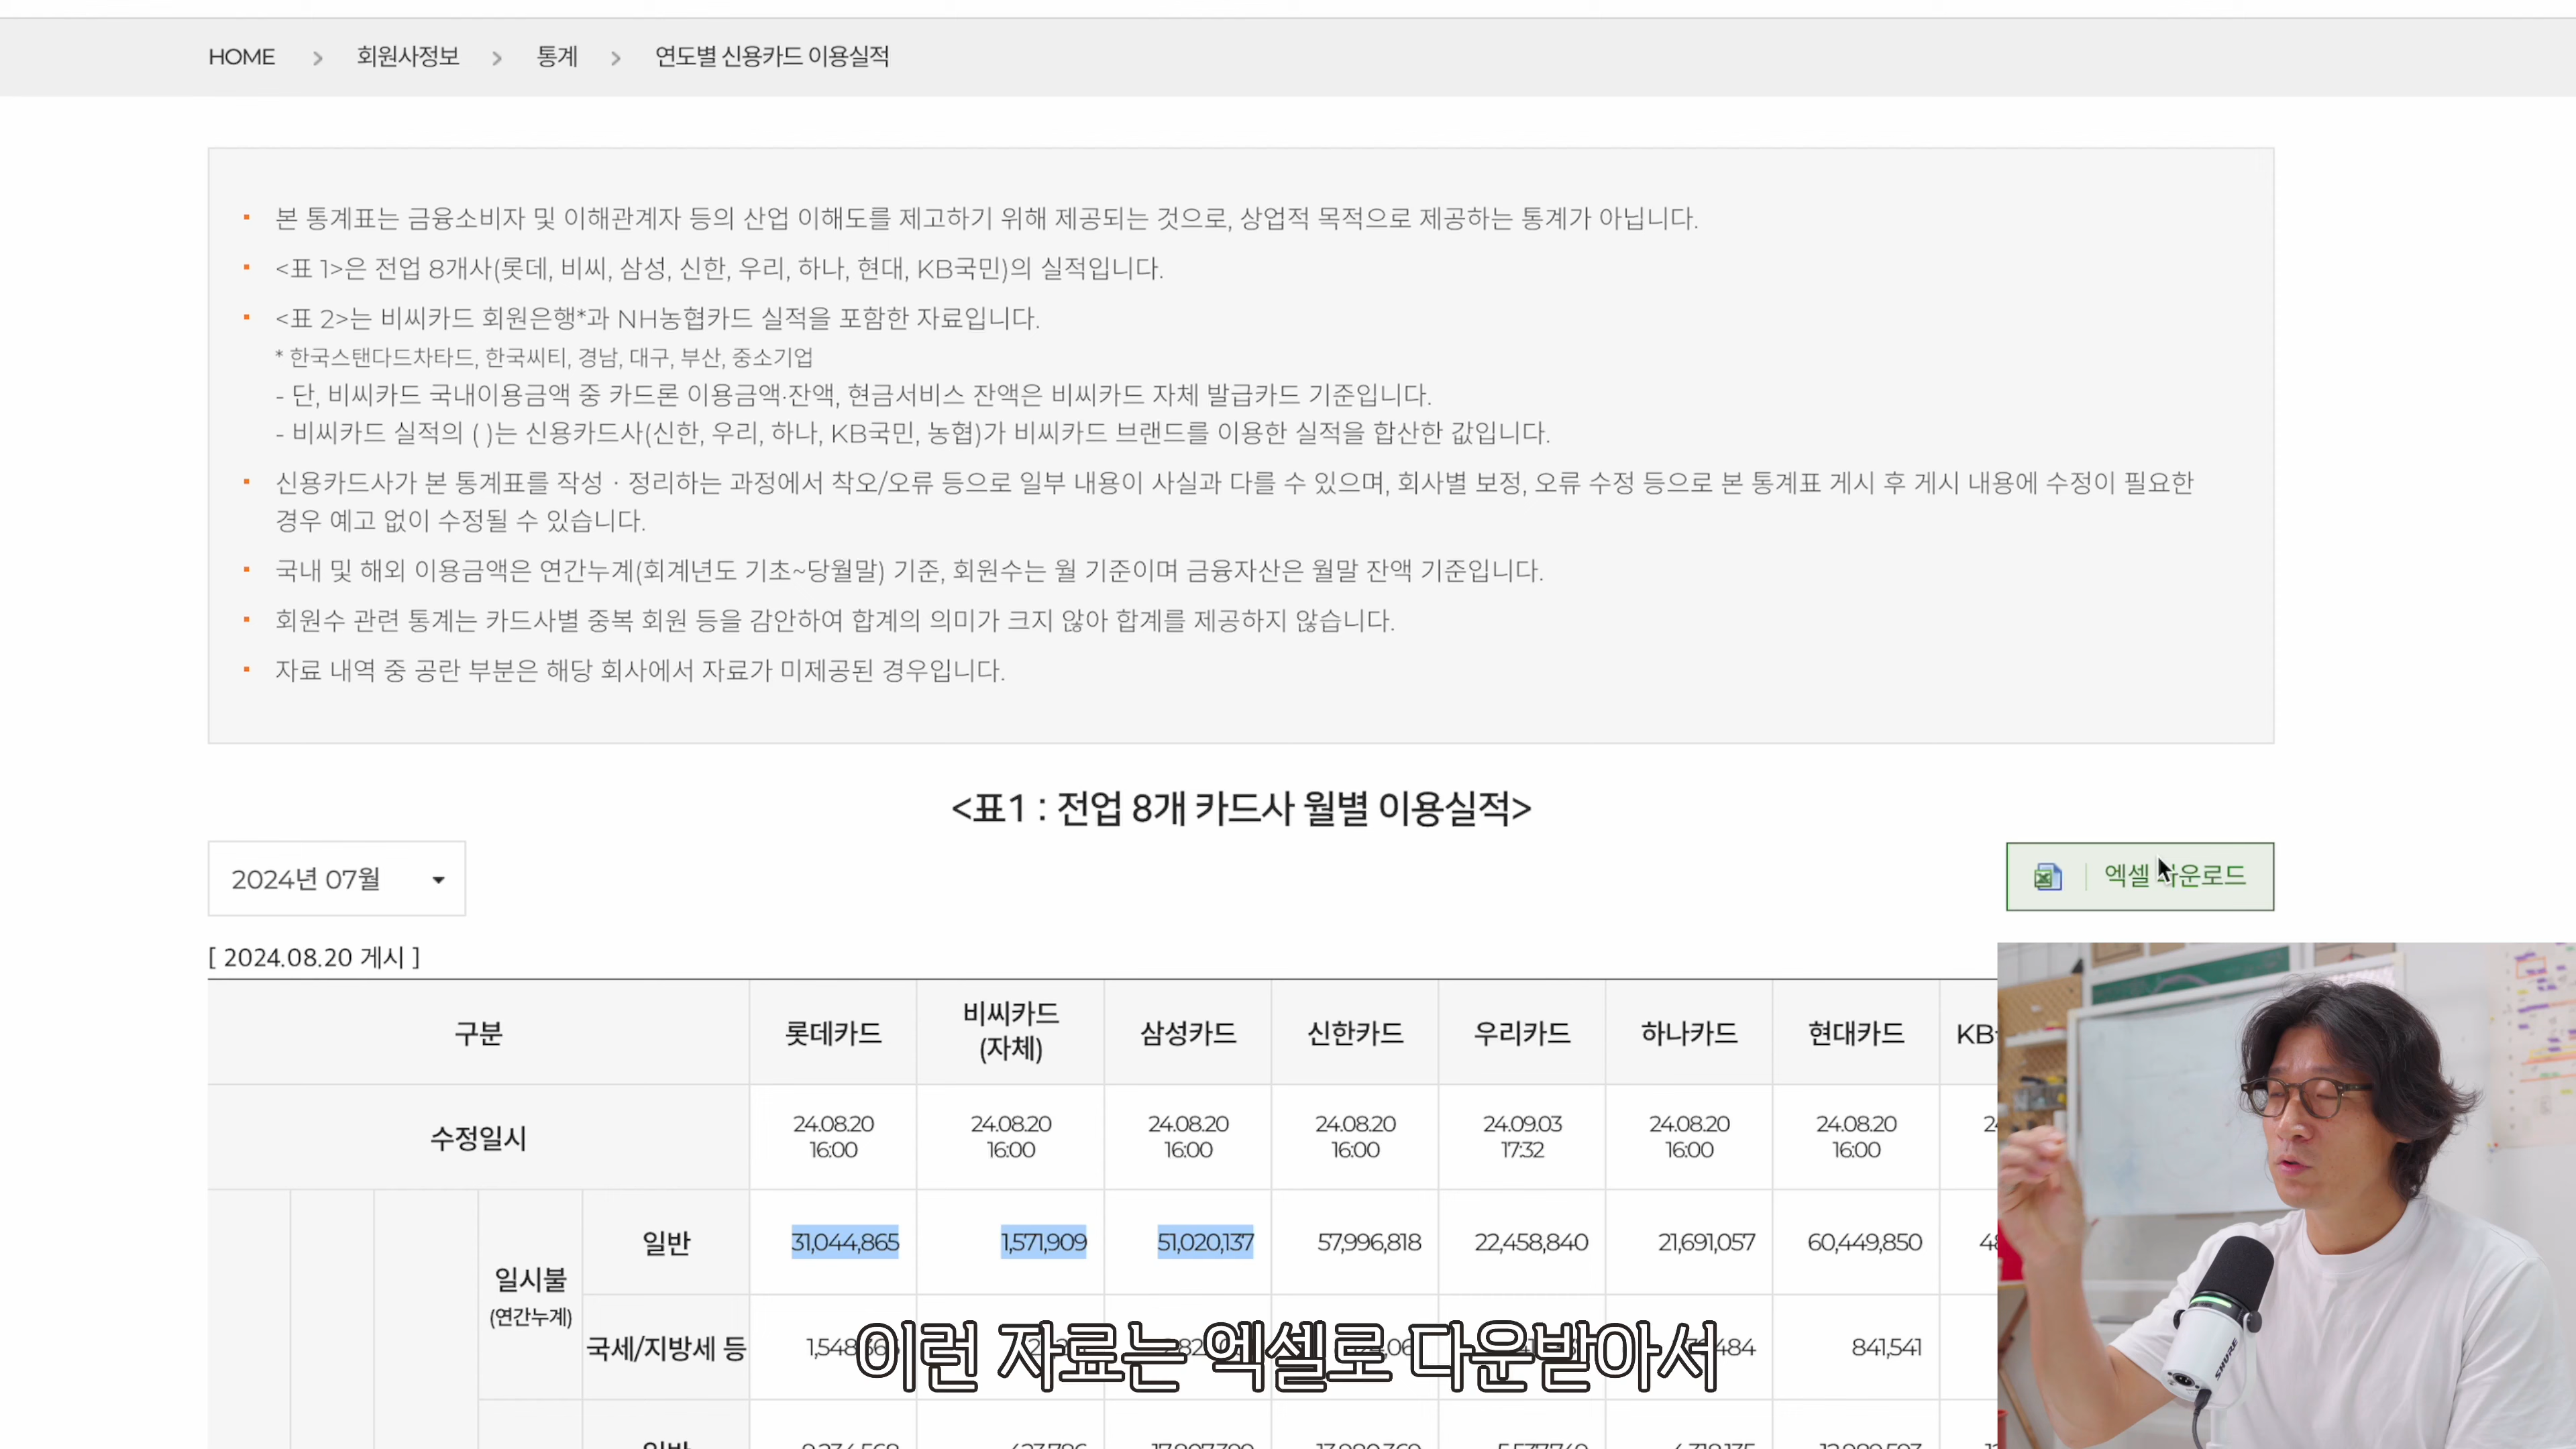 HOME > 회원사정보 > 통계 > 연도별 신용카드 이용실적
본 통계표는 금융소비자 및 이해관계자 등의 산업 이해도를 제고하기 위해 제공되는 것으로, 상업적 목적으로 제공하는 통계가 아닙니다.
<표 1>은 전업 8개사(롯데, 비씨, 삼성, 신한, 우리, 하나, 현대, KB국민)의 실적입니다.
<표 2>는 비씨카드 회원은행*과 NH농협카드 실적을 포함한 자료입니다.
* 한국스탠다드차타드, 한국씨티, 경남, 대구, 부산, 중소기업
- 단, 비씨카드 국내이용금액 중 카드론 이용금액·잔액, 현금서비스 잔액은 비씨카드 자체 발급카드 기준입니다.
- 비씨카드 실적의 ( )는 신용카드사(신한, 우리, 하나, KB국민, 농협)가 비씨카드 브랜드를 이용한 실적을 합산한 값입니다.
신용카드사가 본 통계표를 작성 · 정리하는 과정에서 착오/오류 등으로 일부 내용이 사실과 다를 수 있으며, 회사별 보정, 오류 수정 등으로 본 통계표 게시 후 게시 내용에 수정이 필요한
경우 예고 없이 수정될 수 있습니다.
국내 및 해외 이용금액은 연간누계(회계년도 기초~당월말) 기준, 회원수는 월 기준이며 금융자산은 월말 잔액 기준입니다.
회원수 관련 통계는 카드사별 중복 회원 등을 감안하여 합계의 의미가 크지 않아 합계를 제공하지 않습니다.
자료 내역 중 공란 부분은 해당 회사에서 자료가 미제공된 경우입니다.
<표1 : 전업 8개 카드사 월별 이용실적>
2024년 07월
엑셀 다운로드
[ 2024.08.20 게시 ]
구분 롯데카드 비씨카드 (자체) 삼성카드 신한카드 우리카드 하나카드 현대카드 KB
수정일시 24.08.20 24.08.20 24.08.20 24.08.20 24.09.03 24.08.20 24.08.20
16:00 16:00 16:00 16:00 17:32 16:00 16:00
일반 31,044,865 1,571,909 51,020,137 57,996,818 22,458,840 21,691,057 60,449,850
일시불
(연간누계)
국세/지방세 등 841,541
이런 자료는 엑셀로 다운받아서
SHURE